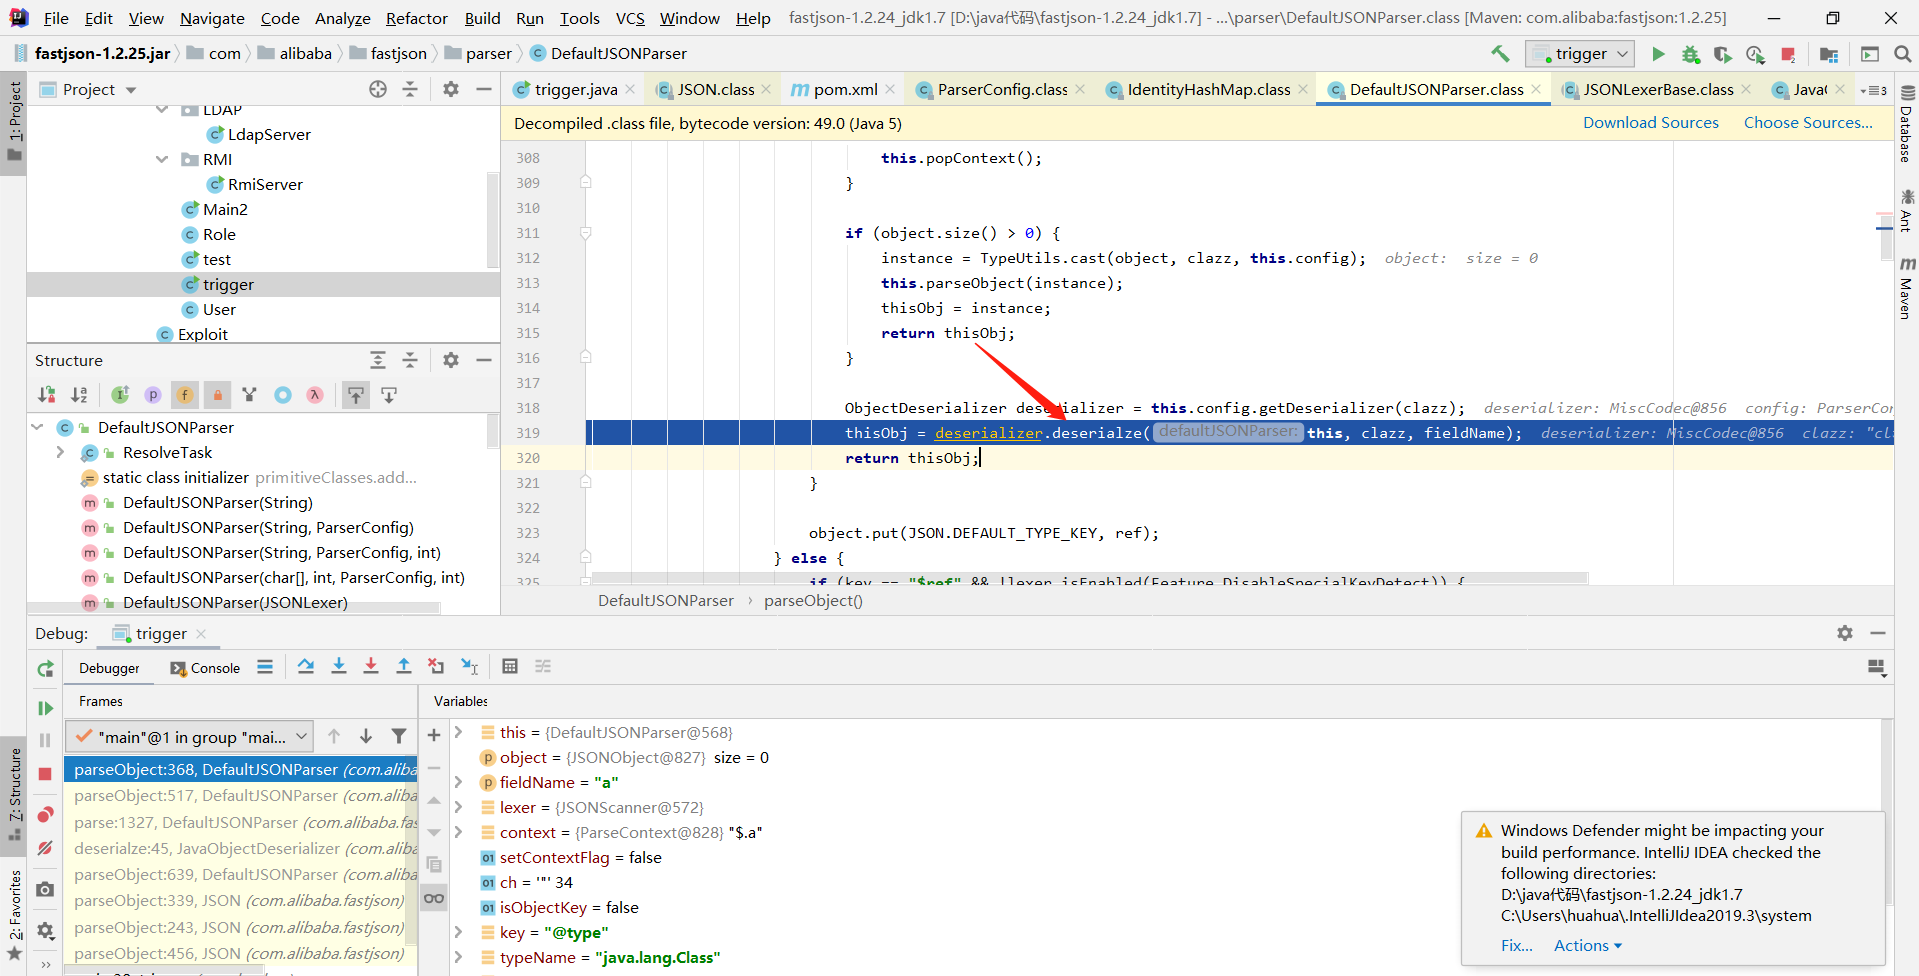 File Edit View Navigate Code Analyze Refactor Build Run Tools VCS Window Help fastjson-1.2.24_jdk1.7 [D:\java代码\fastjson-1.2.24_jdk1.7] - ...\parser\DefaultJSONParser.class [Maven: com.alibaba:fastjson:1.2.25]
fastjson-1.2.25.jar com alibaba fastjson parser DefaultJSONParser trigger
1: Project
Project
LDAP
LdapServer
RMI
RmiServer
Main2
Role
test
trigger
User
Exploit
trigger.java JSON.class pom.xml ParserConfig.class IdentityHashMap.class DefaultJSONParser.class JSONLexerBase.class Java 3
Decompiled .class file, bytecode version: 49.0 (Java 5) Download Sources Choose Sources...
308 this.popContext();
309 }
310
311 if (object.size() > 0) {
312 instance = TypeUtils.cast(object, clazz, this.config); object: size = 0
313 this.parseObject(instance);
314 thisObj = instance;
315 return thisObj;
316 }
317
318 ObjectDeserializer deserializer = this.config.getDeserializer(clazz); deserializer: MiscCodec@856 config: ParserCon
319 thisObj = deserializer.deserialze( defaultJSONParser: this, clazz, fieldName); deserializer: MiscCodec@856 clazz: "cl
320 return thisObj;
321 }
322
323 object.put(JSON.DEFAULT_TYPE_KEY, ref);
324 } else {
325 if (key == "$ref" && !lexer.isEnabled(Feature.DisableSpecialKeyDetect)) {
DefaultJSONParser › parseObject()
Database
Ant
Maven
Structure
DefaultJSONParser
ResolveTask
static class initializer primitiveClasses.add...
DefaultJSONParser(String)
DefaultJSONParser(String, ParserConfig)
DefaultJSONParser(String, ParserConfig, int)
DefaultJSONParser(char[], int, ParserConfig, int)
DefaultJSONParser(JSONLexer)
Debug: trigger
Debugger Console
Frames
"main"@1 in group "mai...
parseObject:368, DefaultJSONParser (com.aliba
parseObject:517, DefaultJSONParser (com.aliba
parse:1327, DefaultJSONParser (com.alibaba.fas
deserialze:45, JavaObjectDeserializer (com.aliba
parseObject:639, DefaultJSONParser (com.aliba
parseObject:339, JSON (com.alibaba.fastjson)
parseObject:243, JSON (com.alibaba.fastjson)
parseObject:456, JSON (com.alibaba.fastjson)
Variables
this = {DefaultJSONParser@568}
object = {JSONObject@827} size = 0
fieldName = "a"
lexer = {JSONScanner@572}
context = {ParseContext@828} "$.a"
setContextFlag = false
ch = '"' 34
isObjectKey = false
key = "@type"
typeName = "java.lang.Class"
7: Structure
2: Favorites
Windows Defender might be impacting your
build performance. IntelliJ IDEA checked the
following directories:
D:\java代码\fastjson-1.2.24_jdk1.7
C:\Users\huahua\.IntelliJIdea2019.3\system
Fix... Actions